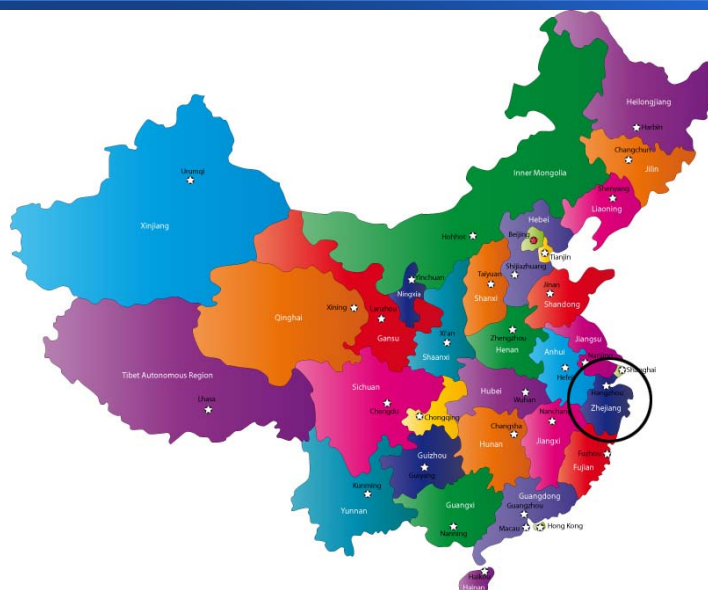 Heilongjiang
Harbin
Changchun
Jilin
Urumqi
Inner Mongolia
Shenyang
Liaoning
Xinjiang
Hebei
Beijing
Hohhot
Tianjin
Shijiazhuang
Yinchuan
Taiyuan
Ningxia
Jinan
Shanxi
Shandong
Xining
Lanzhou
Qinghai
Gansu
Xi'an
Zhengzhou
Jiangsu
Henan
Anhui
Shaanxi
Nanjing
Shanghai
Tibet Autonomous Region
Sichuan
Hefei
Hubei
Hangzhou
Lhasa
Chengdu
Wuhan
Zhejiang
Chongqing
Nanchang
Changsha
Hunan
Jiangxi
Guizhou
Fuzhou
Guiyang
Fujian
Kunming
Guangdong
Yunnan
Guangxi
Guangzhou
Nanning
Macau
Hong Kong
Haikou
Hainan